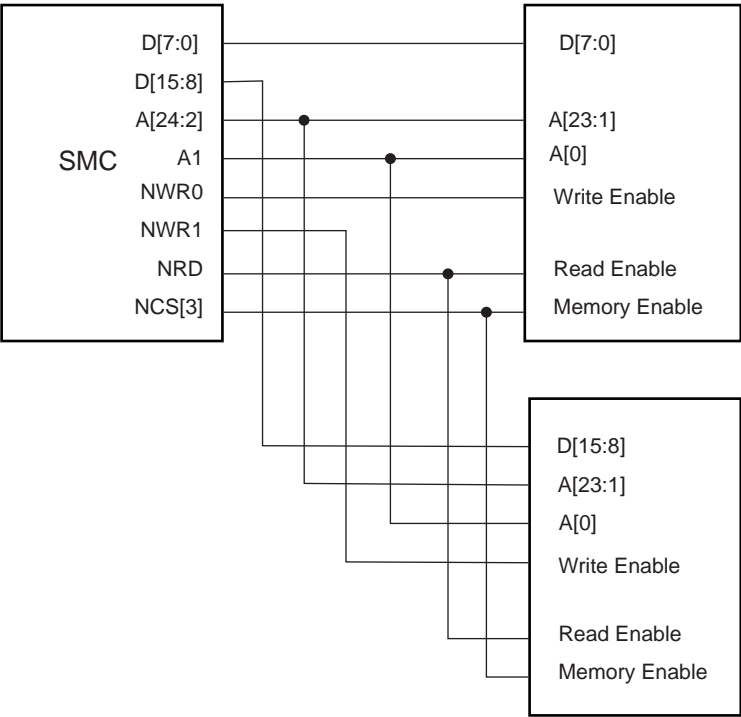 SMC
D[7:0]
D[15:8]
A[24:2]
A1
NWR0
NWR1
NRD
NCS[3]
D[7:0]
A[23:1]
A[0]
Write Enable
Read Enable
Memory Enable
D[15:8]
A[23:1]
A[0]
Write Enable
Read Enable
Memory Enable